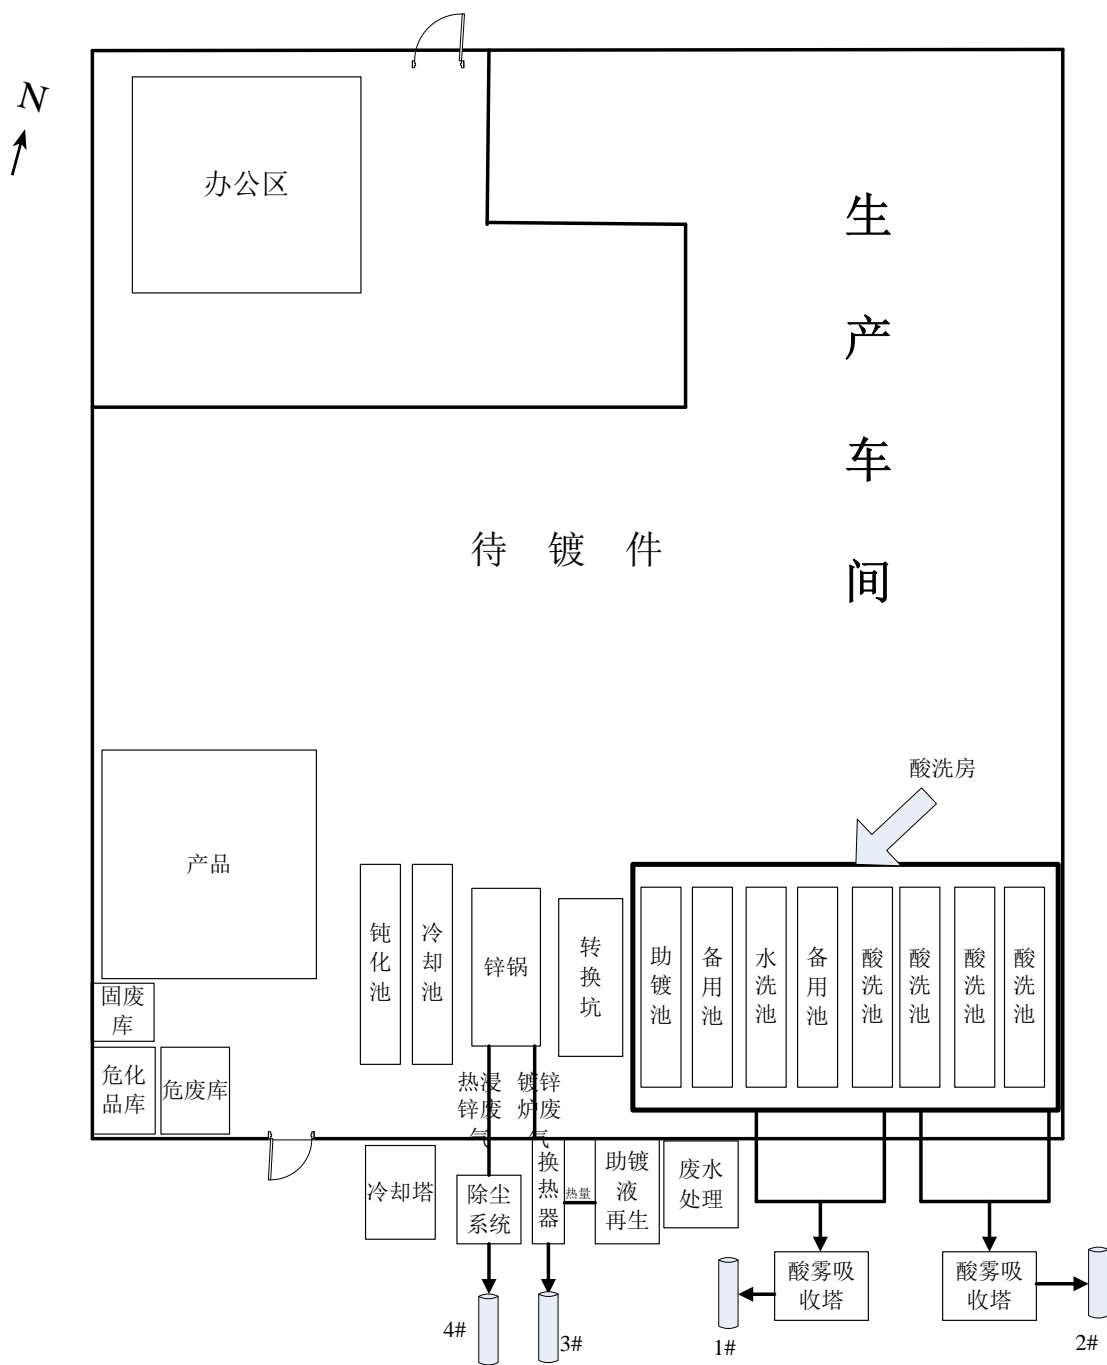 N
办公区
生
产
车
间
待 镀 件
酸洗房
产品
钝
化
池
冷
却
池
锌锅
转
换
坑
助
镀
池
备
用
池
水
洗
池
备
用
池
酸
洗
池
酸
洗
池
酸
洗
池
酸
洗
池
固废
库
危化
品库
危废库
热浸
锌废
气
镀锌
炉废
气
冷却塔
除尘
系统
换
热
器
热量
助镀
液
再生
废水
处理
酸雾吸
收塔
酸雾吸
收塔
4#
3#
1#
2#